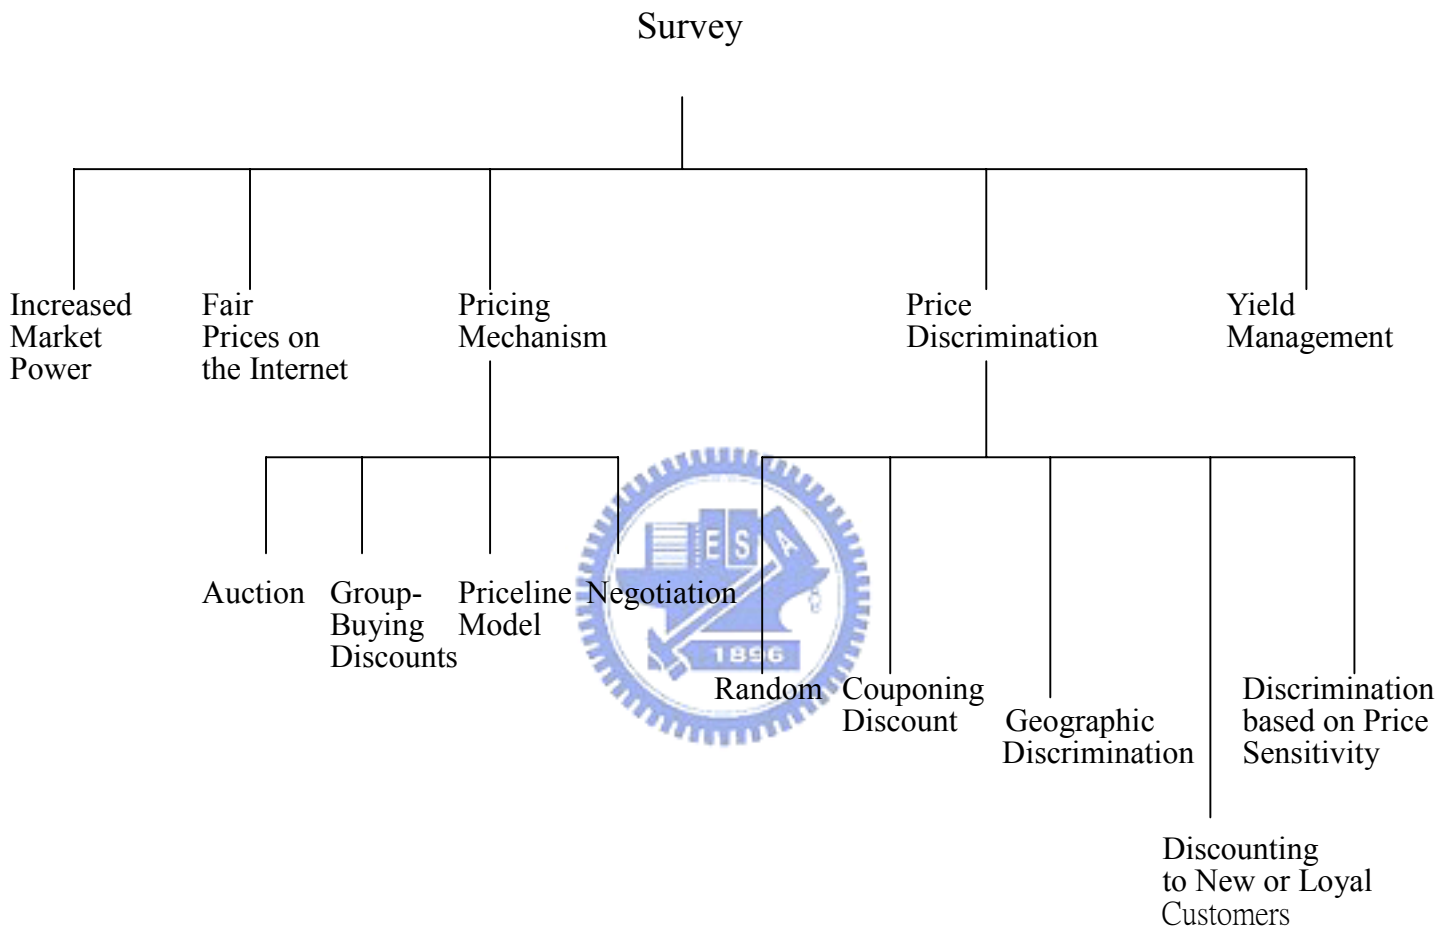 Survey
Increased
Market
Power
Fair
Prices on
the Internet
Pricing
Mechanism
Price
Discrimination
Yield
Management
Auction
Group-
Buying
Discounts
Priceline
Model
Negotiation
Random
Couponing
Discount
Geographic
Discrimination
Discounting
to New or Loyal
Customers
Discrimination
based on Price
Sensitivity
E S A
1896